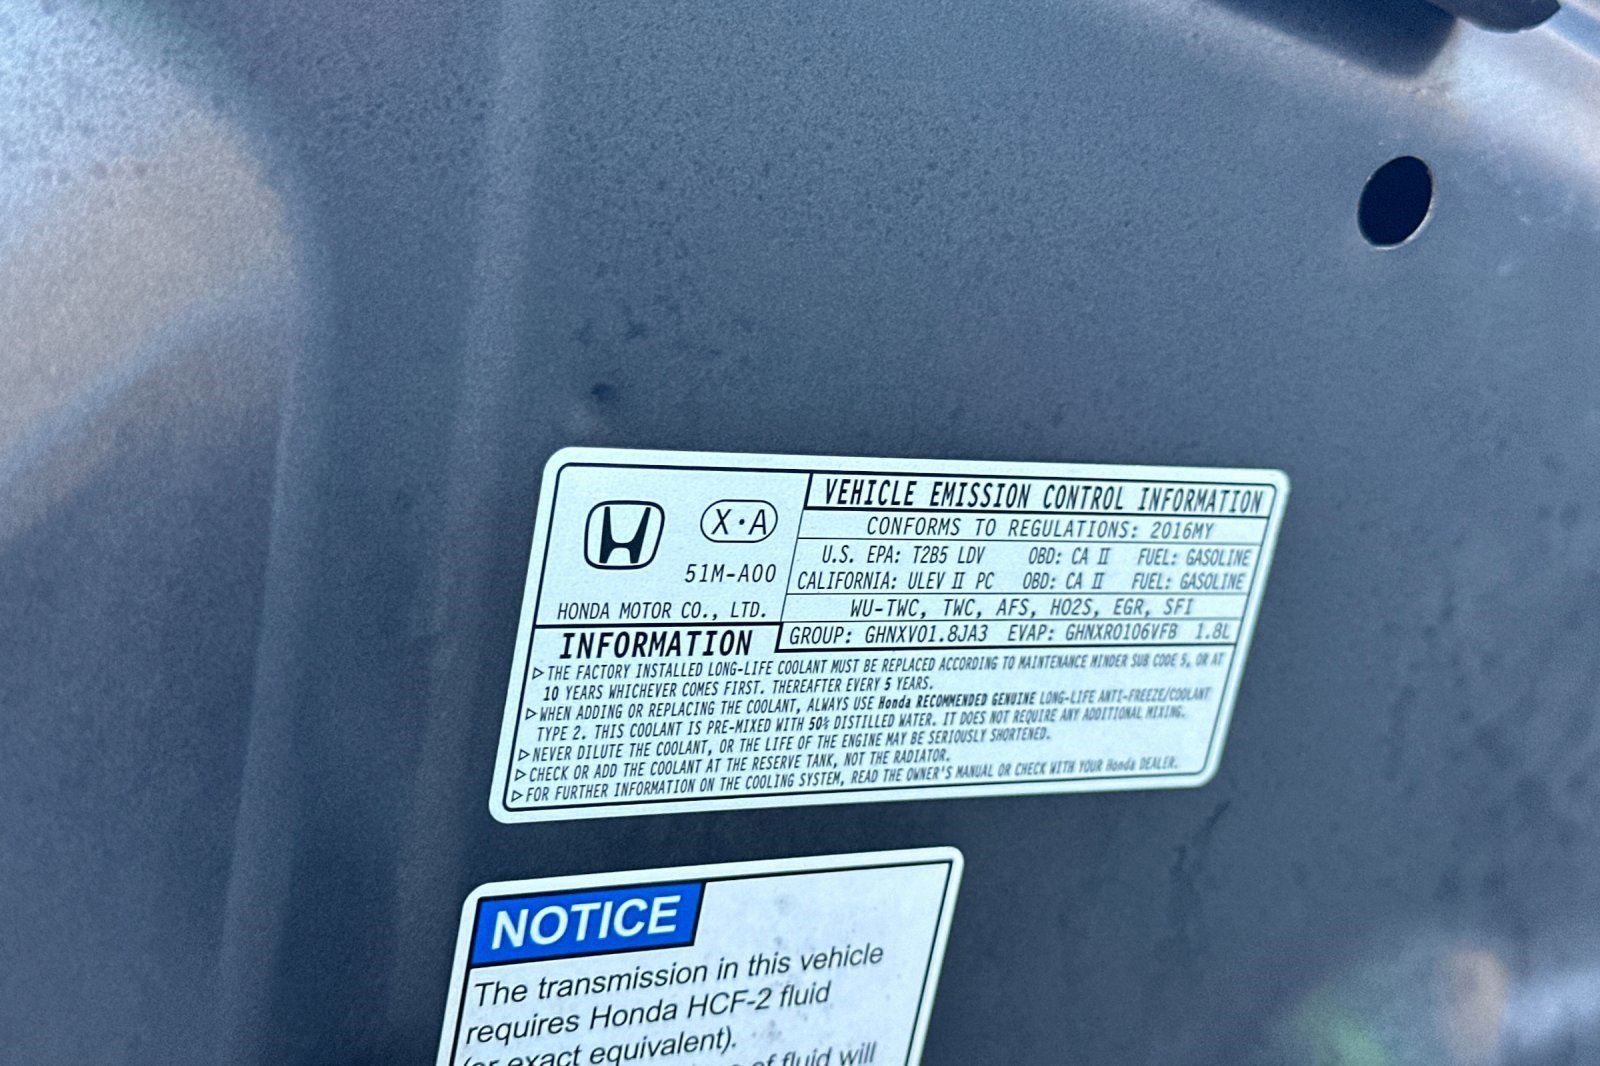 X·A
51M-A00
HONDA MOTOR CO., LTD.
VEHICLE EMISSION CONTROL INFORMATION
CONFORMS TO REGULATIONS: 2016MY
U.S. EPA: T2B5 LDV OBD: CA II FUEL: GASOLINE
CALIFORNIA: ULEV II PC OBD: CA II FUEL: GASOLINE
WU-TWC, TWC, AFS, HO2S, EGR, SFI
GROUP: GHNXV01.8JA3 EVAP: GHNXR0106VFB 1.8L
INFORMATION
▷THE FACTORY INSTALLED LONG-LIFE COOLANT MUST BE REPLACED ACCORDING TO MAINTENANCE MINDER SUB CODE 5, OR AT
10 YEARS WHICHEVER COMES FIRST. THEREAFTER EVERY 5 YEARS.
▷WHEN ADDING OR REPLACING THE COOLANT, ALWAYS USE Honda RECOMMENDED GENUINE LONG-LIFE ANTI-FREEZE/COOLANT
TYPE 2. THIS COOLANT IS PRE-MIXED WITH 50% DISTILLED WATER. IT DOES NOT REQUIRE ANY ADDITIONAL MIXING.
▷NEVER DILUTE THE COOLANT, OR THE LIFE OF THE ENGINE MAY BE SERIOUSLY SHORTENED.
▷CHECK OR ADD THE COOLANT AT THE RESERVE TANK, NOT THE RADIATOR.
▷FOR FURTHER INFORMATION ON THE COOLING SYSTEM, READ THE OWNER'S MANUAL OR CHECK WITH YOUR Honda DEALER.
NOTICE
The transmission in this vehicle
requires Honda HCF-2 fluid
(or exact equivalent).
of fluid will